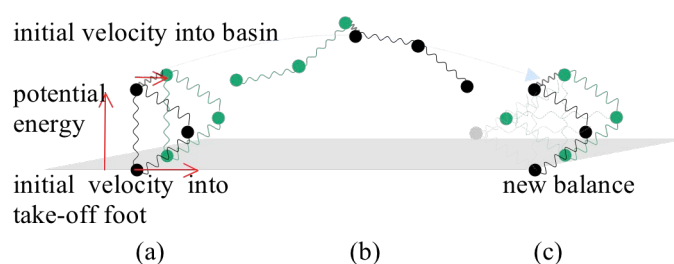 initial velocity into basin
potential
energy
initial velocity into
take-off foot
new balance
(a)
(b)
(c)